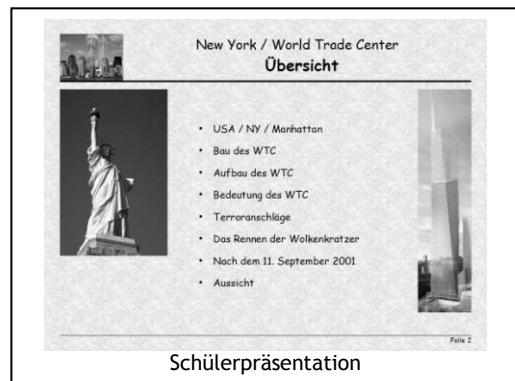 New York / World Trade Center
Übersicht
• USA / NY / Manhattan
• Bau des WTC
• Aufbau des WTC
• Bedeutung des WTC
• Terroranschläge
• Das Rennen der Wolkenkratzer
• Nach dem 11. September 2001
• Aussicht
Folie 2
Schülerpräsentation